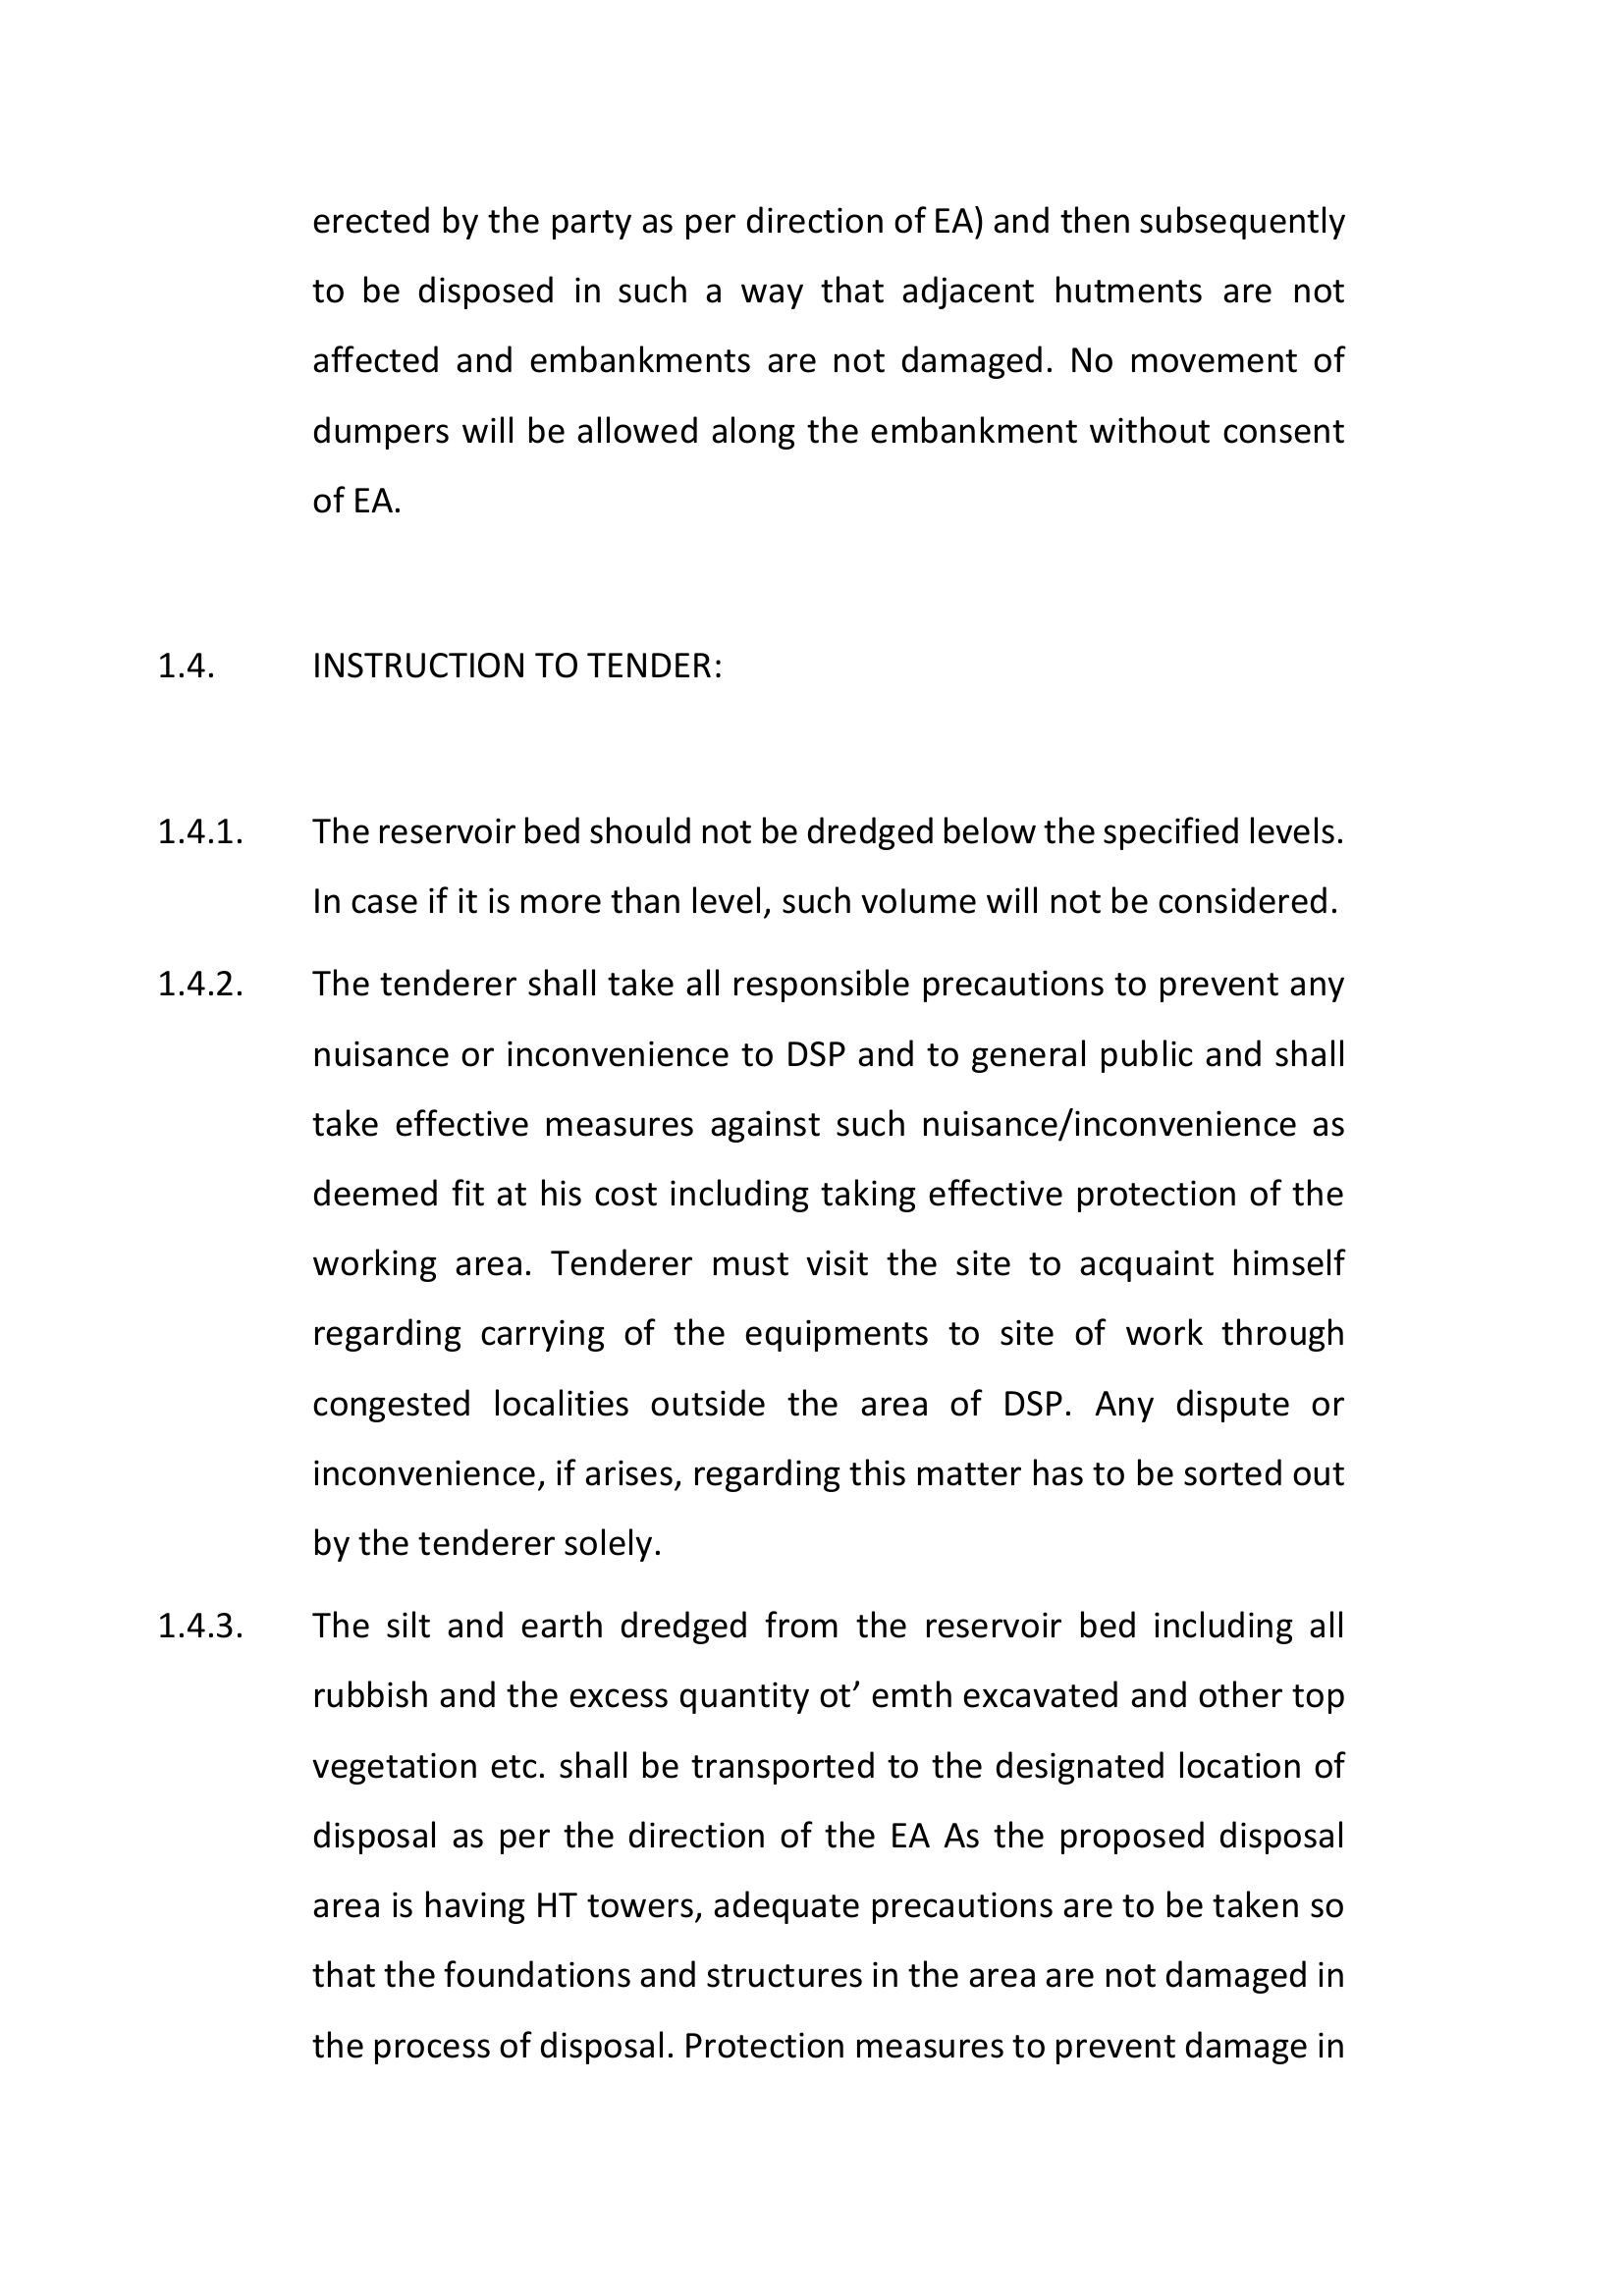 erected by the party as per direction of EA) and then subsequently
to be disposed in such a way that adjacent hutments are not
affected and embankments are not damaged. No movement of
dumpers will be allowed along the embankment without consent
of EA.
1.4. INSTRUCTION TO TENDER:
1.4.1. The reservoir bed should not be dredged below the specified levels.
In case if it is more than level, such volume will not be considered.
1.4.2. The tenderer shall take all responsible precautions to prevent any
nuisance or inconvenience to DSP and to general public and shall
take effective measures against such nuisance/inconvenience as
deemed fit at his cost including taking effective protection of the
working area. Tenderer must visit the site to acquaint himself
regarding carrying of the equipments to site of work through
congested localities outside the area of DSP. Any dispute or
inconvenience, if arises, regarding this matter has to be sorted out
by the tenderer solely.
1.4.3. The silt and earth dredged from the reservoir bed including all
rubbish and the excess quantity ot’ emth excavated and other top
vegetation etc. shall be transported to the designated location of
disposal as per the direction of the EA As the proposed disposal
area is having HT towers, adequate precautions are to be taken so
that the foundations and structures in the area are not damaged in
the process of disposal. Protection measures to prevent damage in